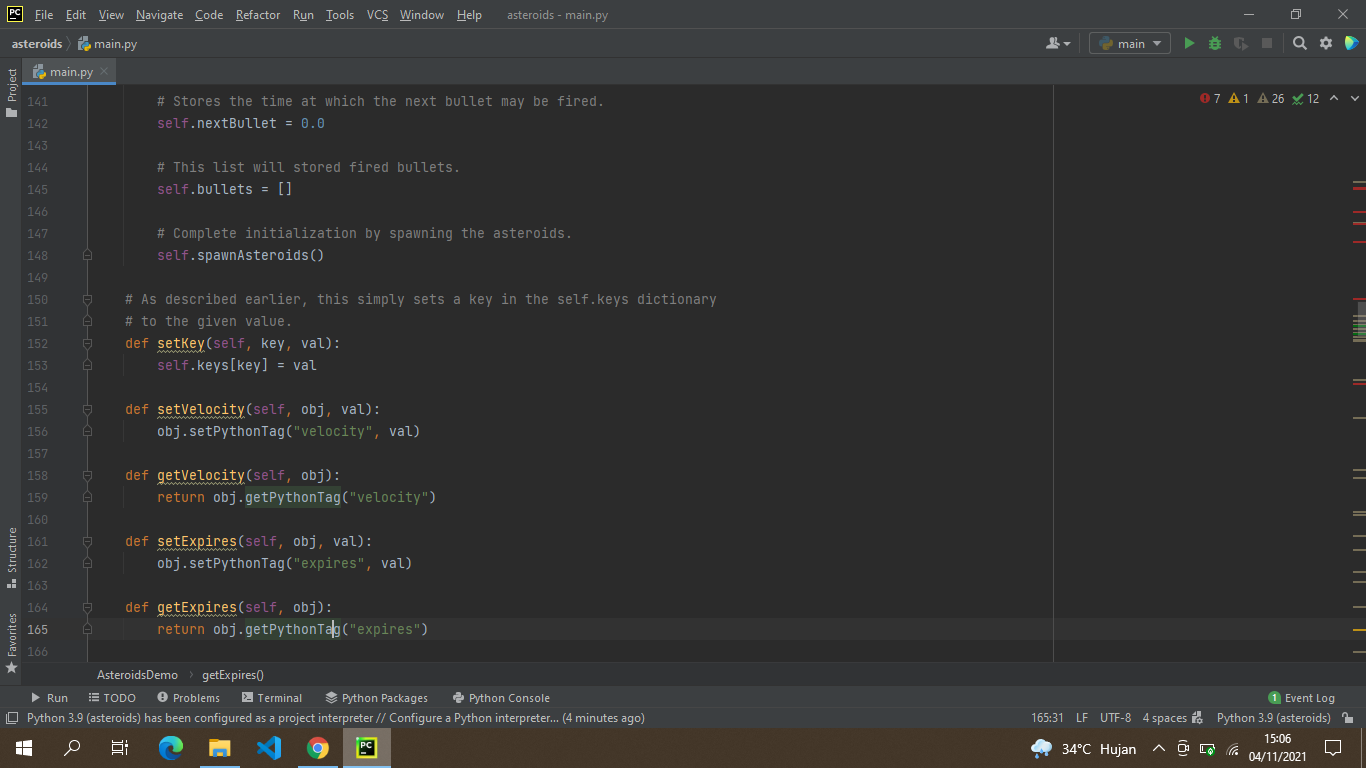 PC File Edit View Navigate Code Refactor Run Tools VCS Window Help asteroids - main.py
asteroids main.py main
Project
main.py
7 1 26 12
141 # Stores the time at which the next bullet may be fired.
142 self.nextBullet = 0.0
143
144 # This list will stored fired bullets.
145 self.bullets = []
146
147 # Complete initialization by spawning the asteroids.
148 self.spawnAsteroids()
149
150 # As described earlier, this simply sets a key in the self.keys dictionary
151 # to the given value.
152 def setKey(self, key, val):
153 self.keys[key] = val
154
155 def setVelocity(self, obj, val):
156 obj.setPythonTag("velocity", val)
157
158 def getVelocity(self, obj):
159 return obj.getPythonTag("velocity")
160
161 def setExpires(self, obj, val):
162 obj.setPythonTag("expires", val)
163
164 def getExpires(self, obj):
165 return obj.getPythonTag("expires")
166
Structure
Favorites
AsteroidsDemo getExpires()
Run TODO Problems Terminal Python Packages Python Console 1 Event Log
Python 3.9 (asteroids) has been configured as a project interpreter // Configure a Python interpreter... (4 minutes ago) 165:31 LF UTF-8 4 spaces Python 3.9 (asteroids)
PC 34°C Hujan 15:06
04/11/2021